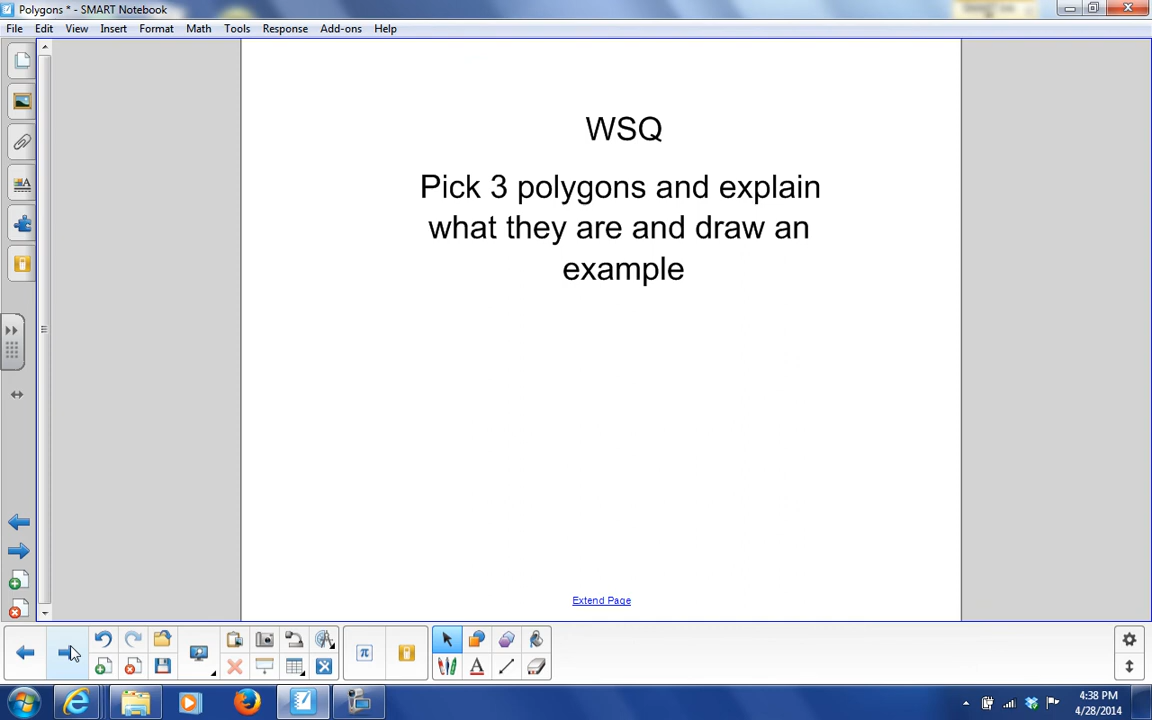 Polygons * - SMART Notebook
File Edit View Insert Format Math Tools Response Add-ons Help
WSQ
Pick 3 polygons and explain
what they are and draw an
example
Extend Page
4:38 PM
4/28/2014